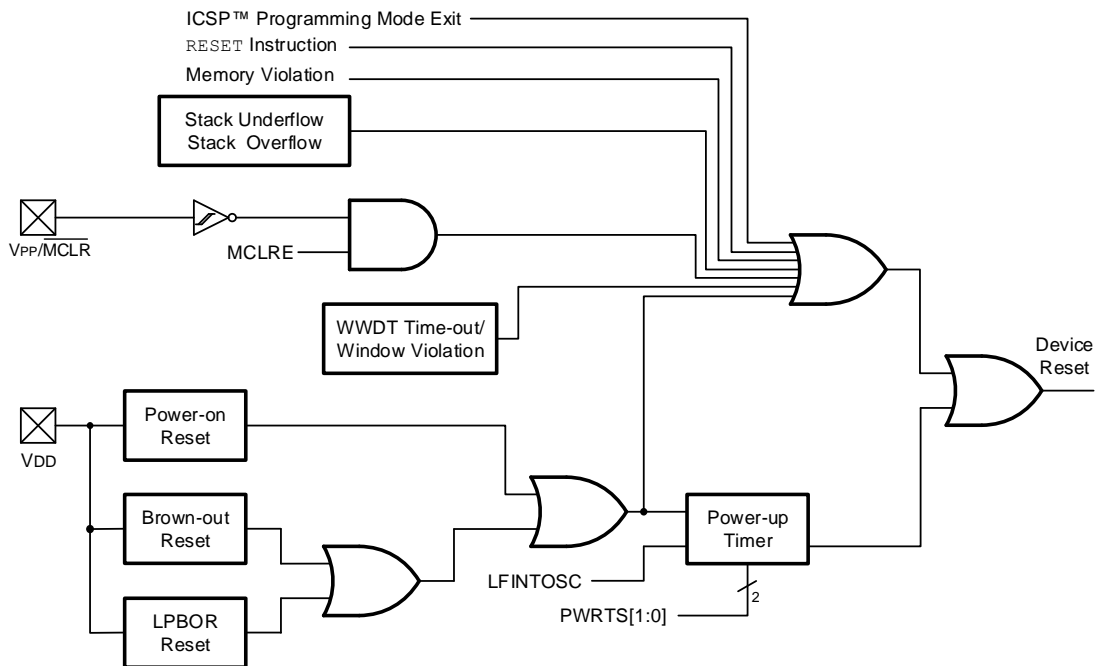 ICSP™ Programming Mode Exit
RESET Instruction
Memory Violation
Stack Underflow
Stack Overflow
VPP/MCLR
MCLRE
WWDT Time-out/
Window Violation
Device
Reset
Power-on
Reset
VDD
Brown-out
Reset
Power-up
Timer
LFINTOSC
2
PWRTS[1:0]
LPBOR
Reset